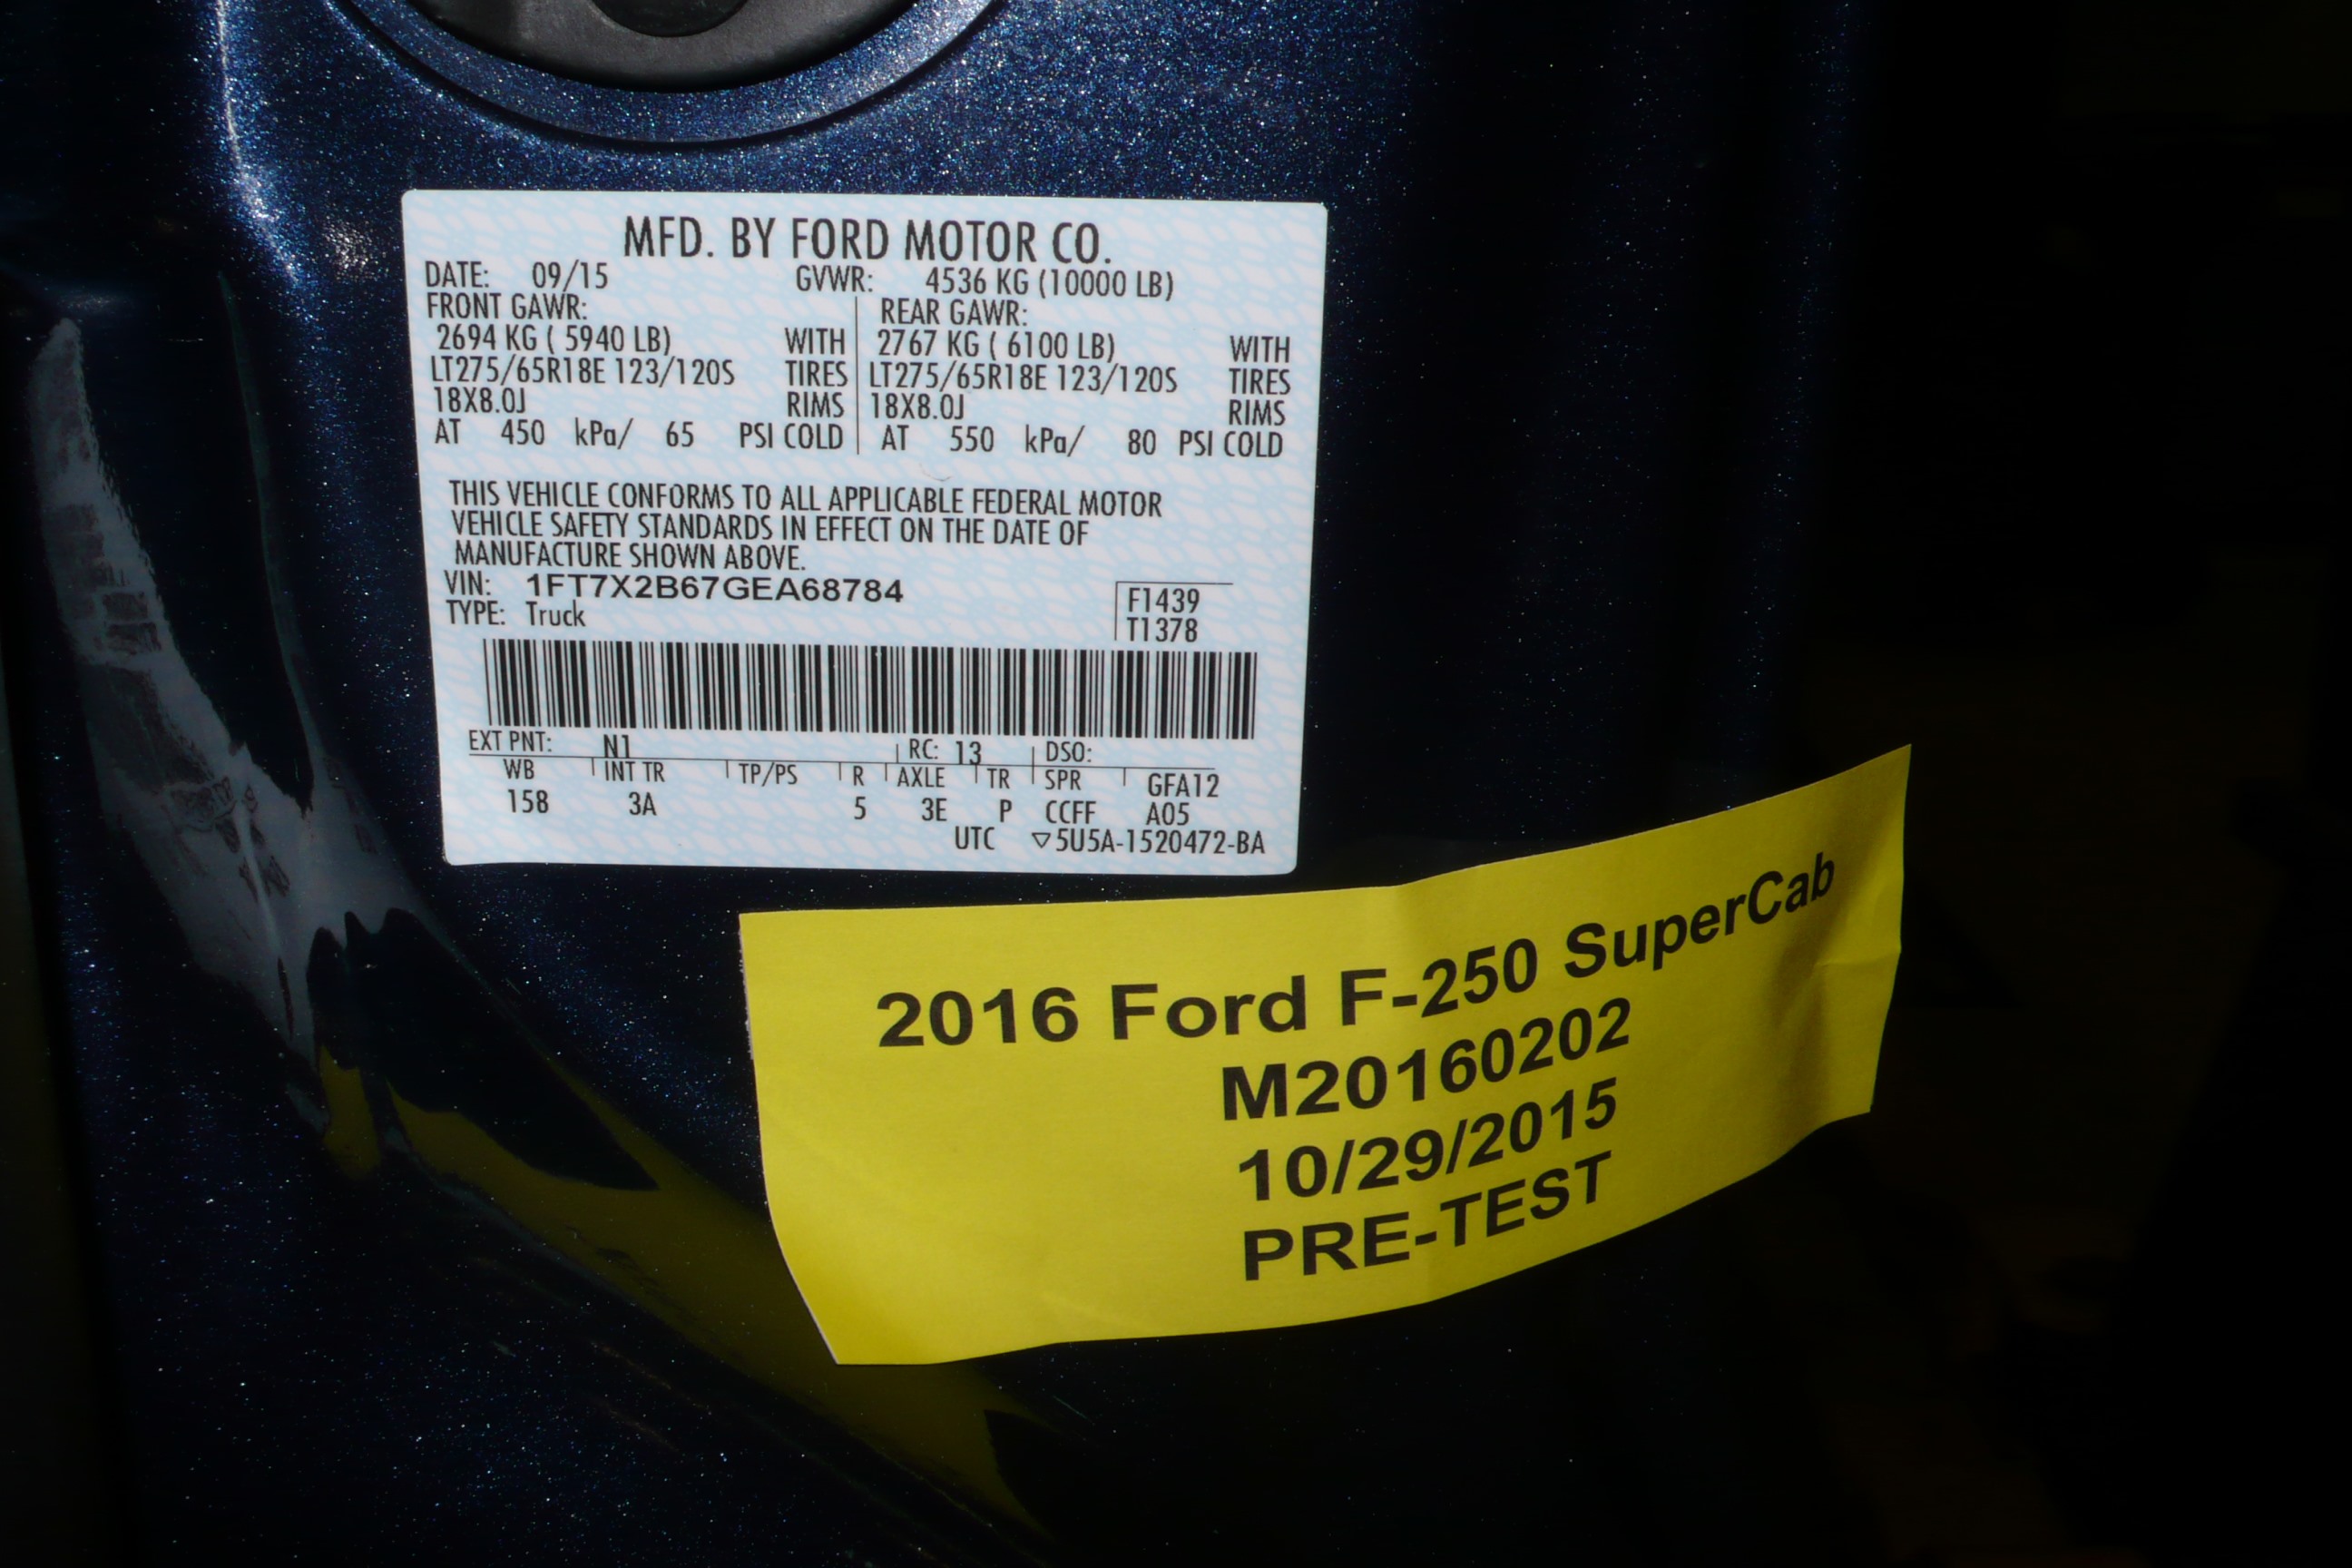 MFD. BY FORD MOTOR CO.
DATE: 09/15 GVWR: 4536 KG (10000 LB)
FRONT GAWR: REAR GAWR:
2694 KG ( 5940 LB) WITH 2767 KG ( 6100 LB) WITH
LT275/65R18E 123/120S TIRES LT275/65R18E 123/120S TIRES
18X8.0J RIMS 18X8.0J RIMS
AT 450 kPa/ 65 PSI COLD AT 550 kPa/ 80 PSI COLD
THIS VEHICLE CONFORMS TO ALL APPLICABLE FEDERAL MOTOR
VEHICLE SAFETY STANDARDS IN EFFECT ON THE DATE OF
MANUFACTURE SHOWN ABOVE.
VIN: 1FT7X2B67GEA68784 F1439
TYPE: Truck T1378
EXT PNT: N1 RC: 13 DSO:
WB INT TR TP/PS R AXLE TR SPR GFA12
158 3A 5 3E P CCFF A05
UTC ▽5U5A-1520472-BA
2016 Ford F-250 SuperCab
M20160202
10/29/2015
PRE-TEST